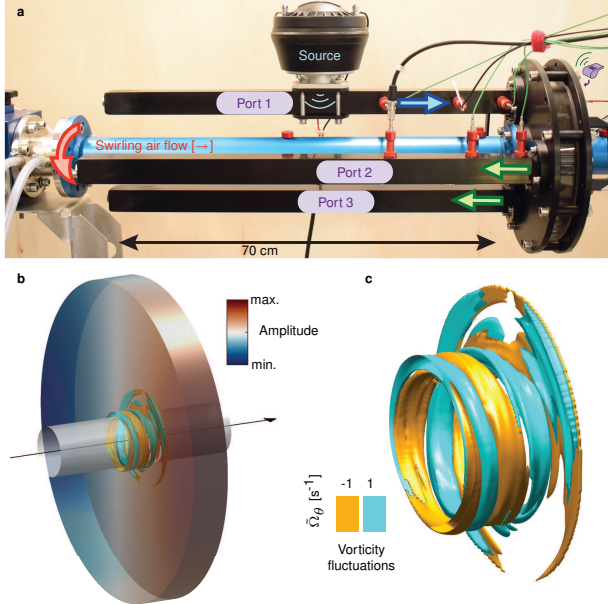 a
Source
Port 1
Swirling air flow [→]
Port 2
Port 3
70 cm
b
max.
Amplitude
min.
c
-1 1
Ω̃θ [s⁻¹]
Vorticity
fluctuations